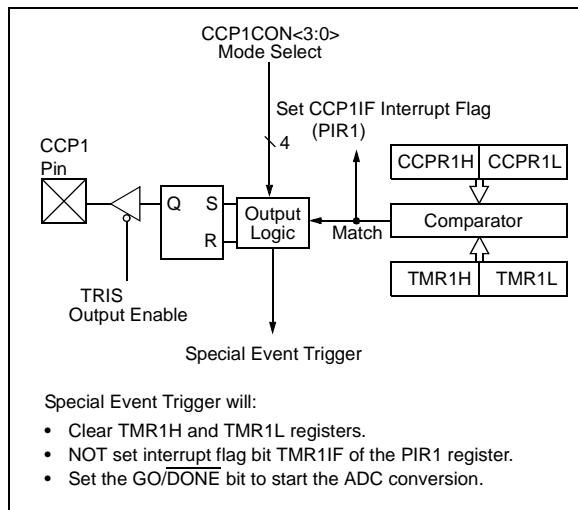 CCP1CON<3:0>
Mode Select
Set CCP1IF Interrupt Flag
(PIR1)
4
CCP1
Pin
CCPR1H CCPR1L
Q S
R
Output
Logic
Match
Comparator
TRIS
Output Enable
TMR1H TMR1L
Special Event Trigger
Special Event Trigger will:
• Clear TMR1H and TMR1L registers.
• NOT set interrupt flag bit TMR1IF of the PIR1 register.
• Set the GO/DONE bit to start the ADC conversion.